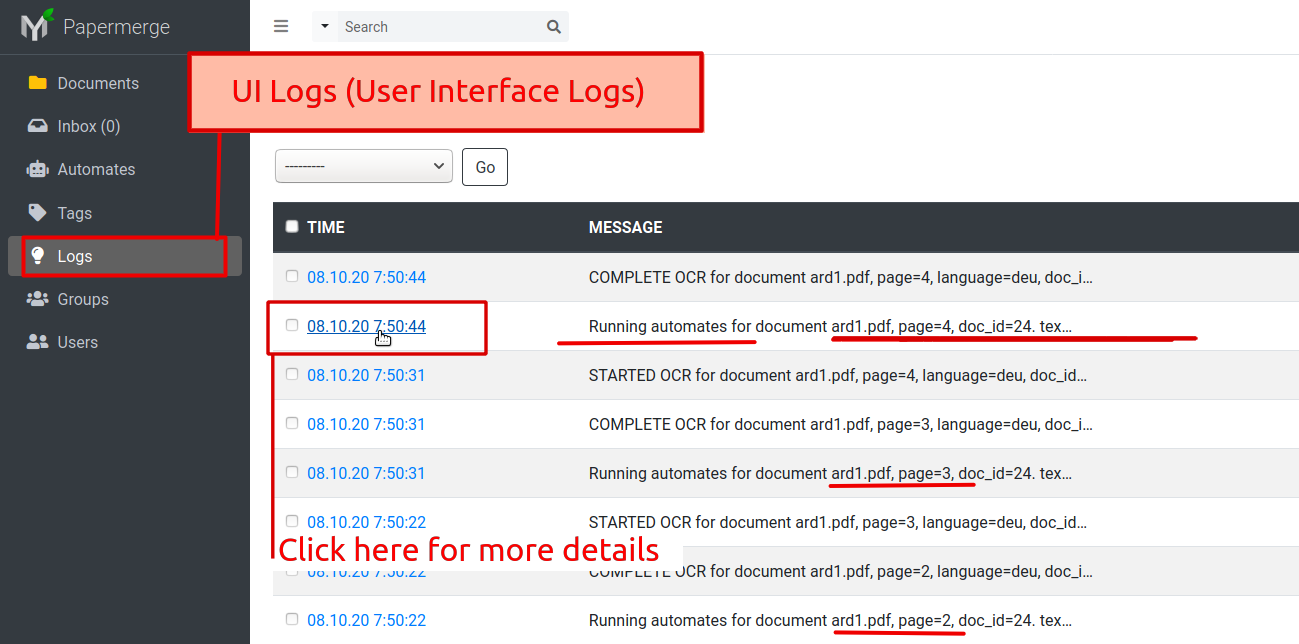 Papermerge
Search
Documents
UI Logs (User Interface Logs)
Inbox (0)
Automates
---------
Go
Tags
TIME MESSAGE
Logs
08.10.20 7:50:44 COMPLETE OCR for document ard1.pdf, page=4, language=deu, doc_i...
Groups
08.10.20 7:50:44 Running automates for document ard1.pdf, page=4, doc_id=24. tex...
Users
08.10.20 7:50:31 STARTED OCR for document ard1.pdf, page=4, language=deu, doc_id...
08.10.20 7:50:31 COMPLETE OCR for document ard1.pdf, page=3, language=deu, doc_i...
08.10.20 7:50:31 Running automates for document ard1.pdf, page=3, doc_id=24. tex...
08.10.20 7:50:22 STARTED OCR for document ard1.pdf, page=3, language=deu, doc_id...
Click here for more details
08.10.20 7:50:22 COMPLETE OCR for document ard1.pdf, page=2, language=deu, doc_i...
08.10.20 7:50:22 Running automates for document ard1.pdf, page=2, doc_id=24. tex...